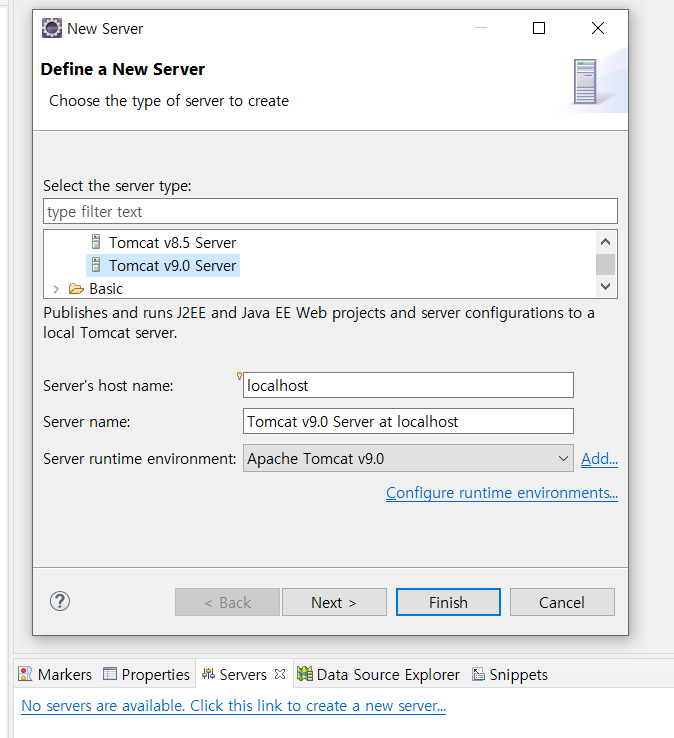 New Server
Define a New Server
Choose the type of server to create
Select the server type:
type filter text
Tomcat v8.5 Server
Tomcat v9.0 Server
Basic
Publishes and runs J2EE and Java EE Web projects and server configurations to a
local Tomcat server.
Server's host name: localhost
Server name: Tomcat v9.0 Server at localhost
Server runtime environment: Apache Tomcat v9.0 Add...
Configure runtime environments...
? < Back Next > Finish Cancel
Markers Properties Servers Data Source Explorer Snippets
No servers are available. Click this link to create a new server...